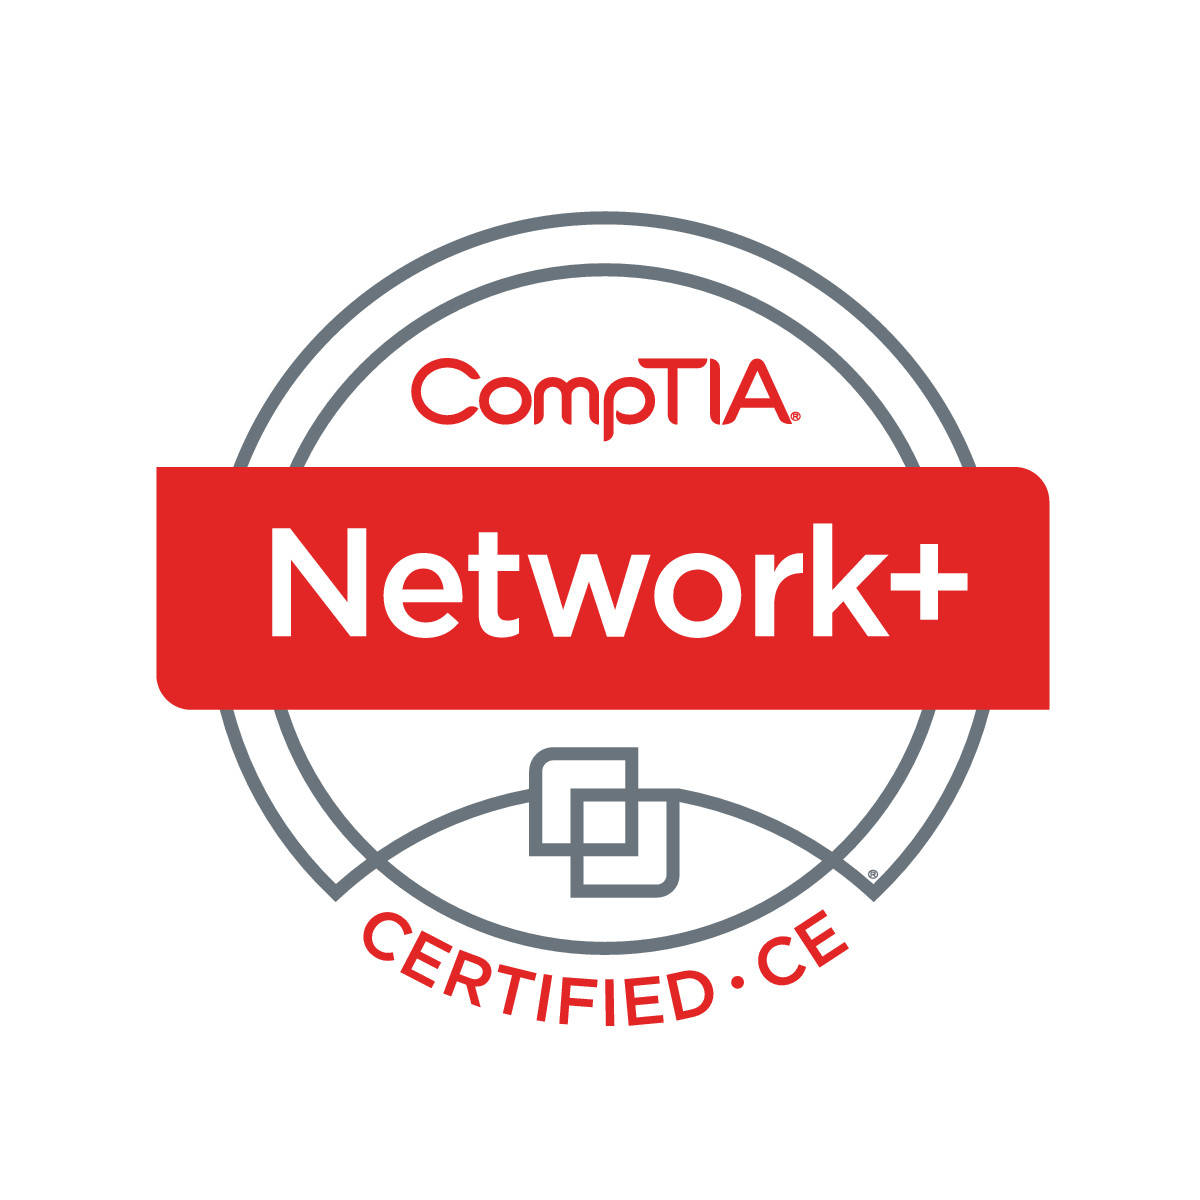 CompTIA®
Network+
®
CERTIFIED • CE